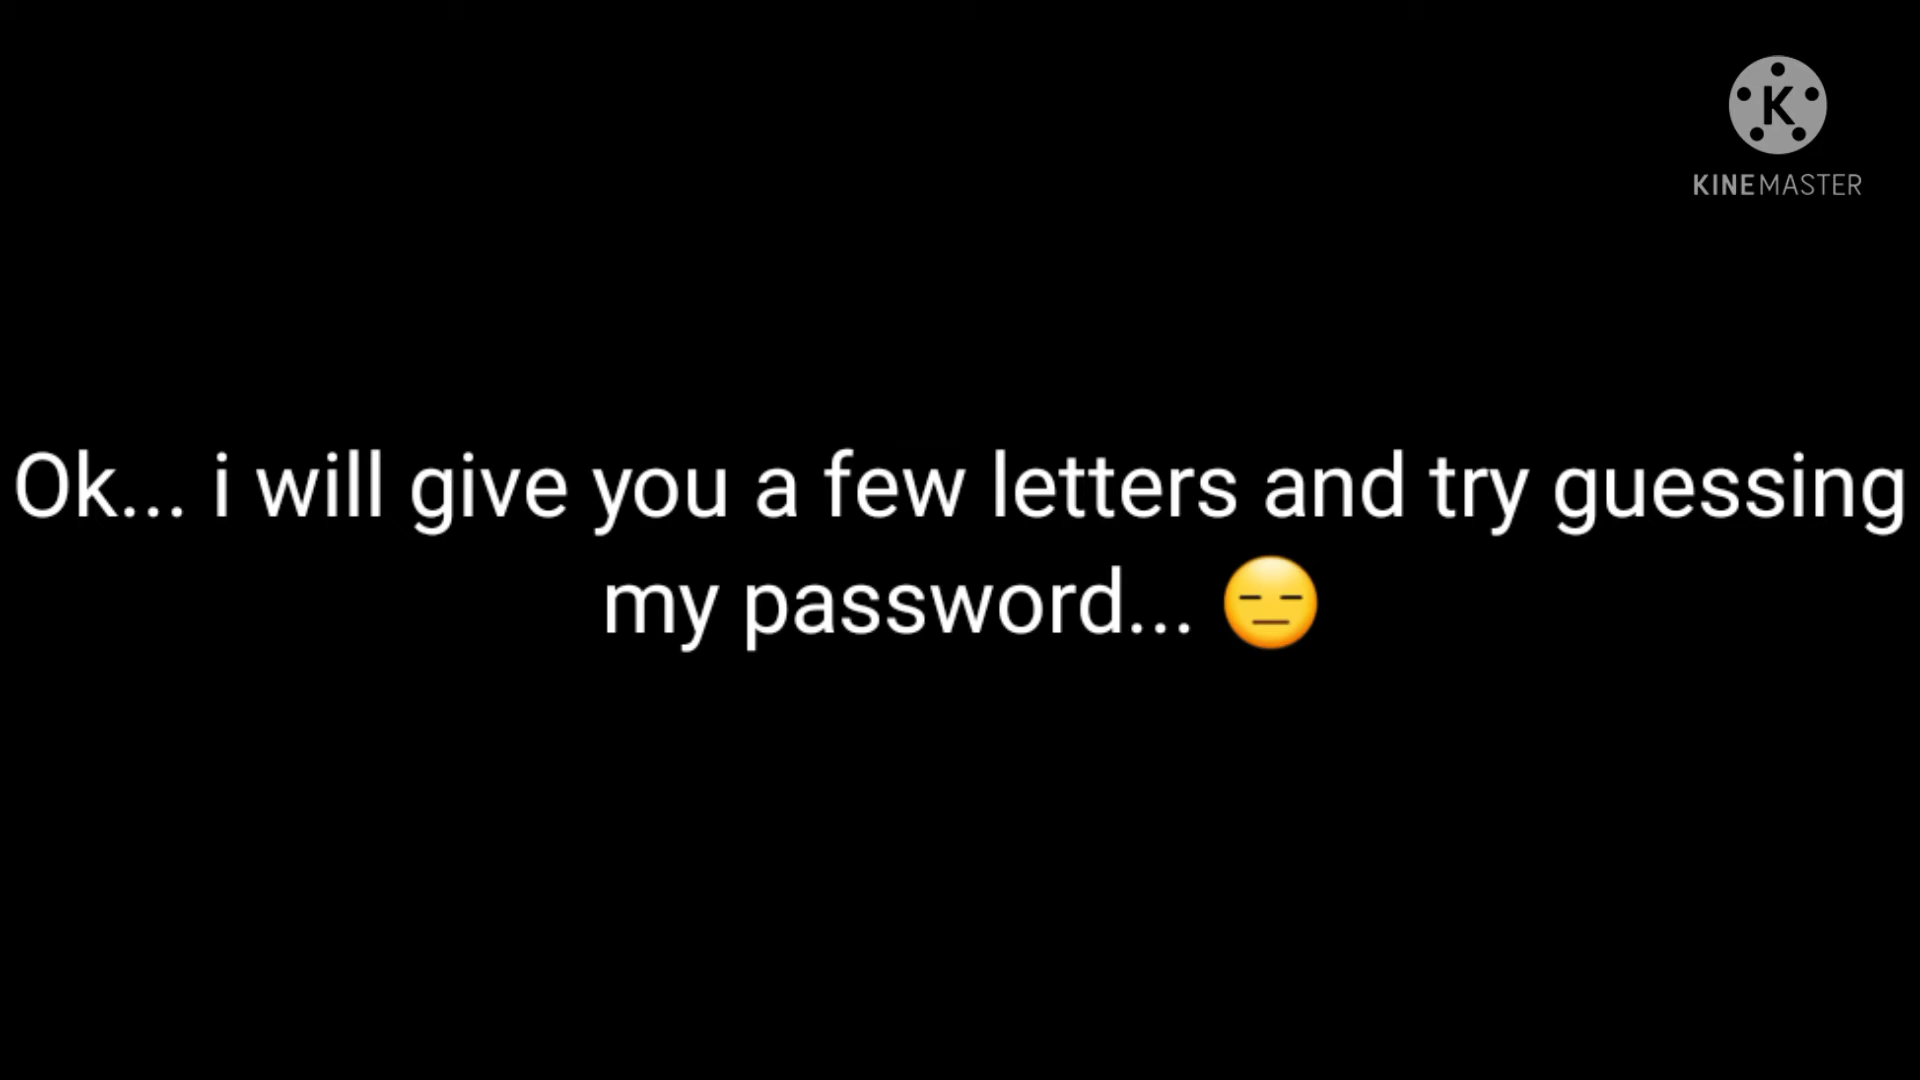 K
KINEMASTER
Ok... i will give you a few letters and try guessing
my password... 😑